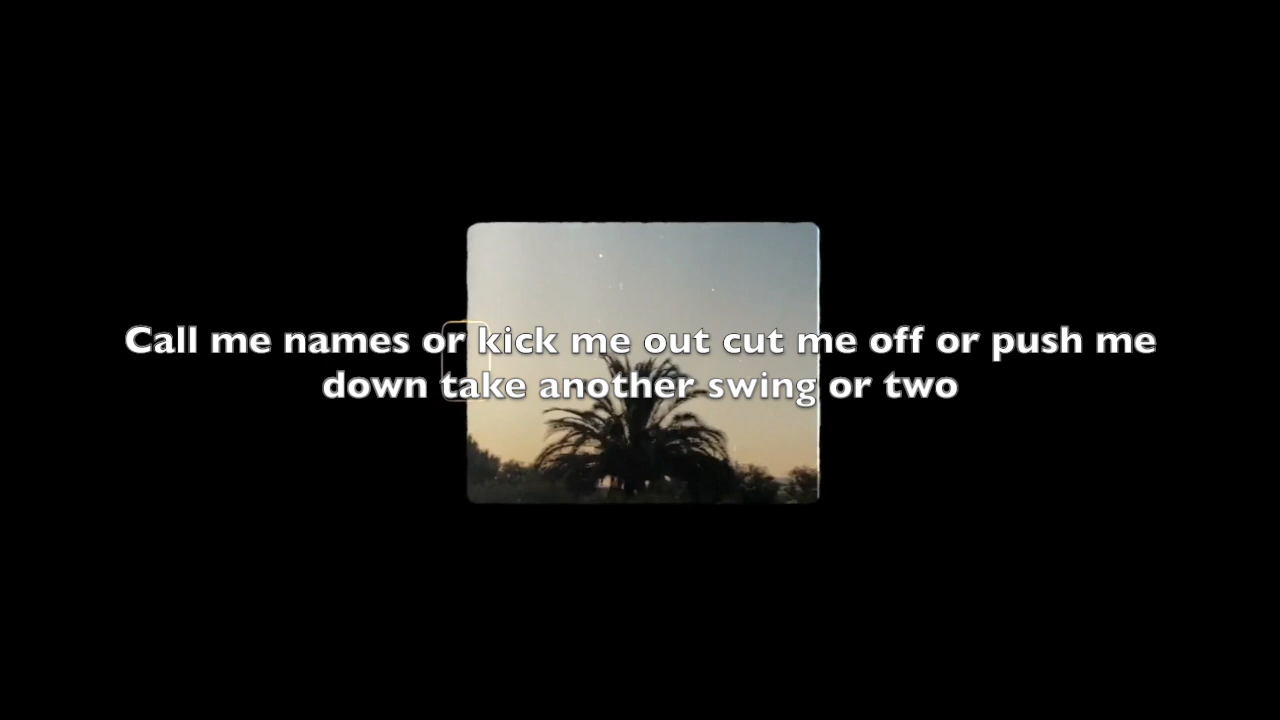 Call me names or kick me out cut me off or push me
down take another swing or two